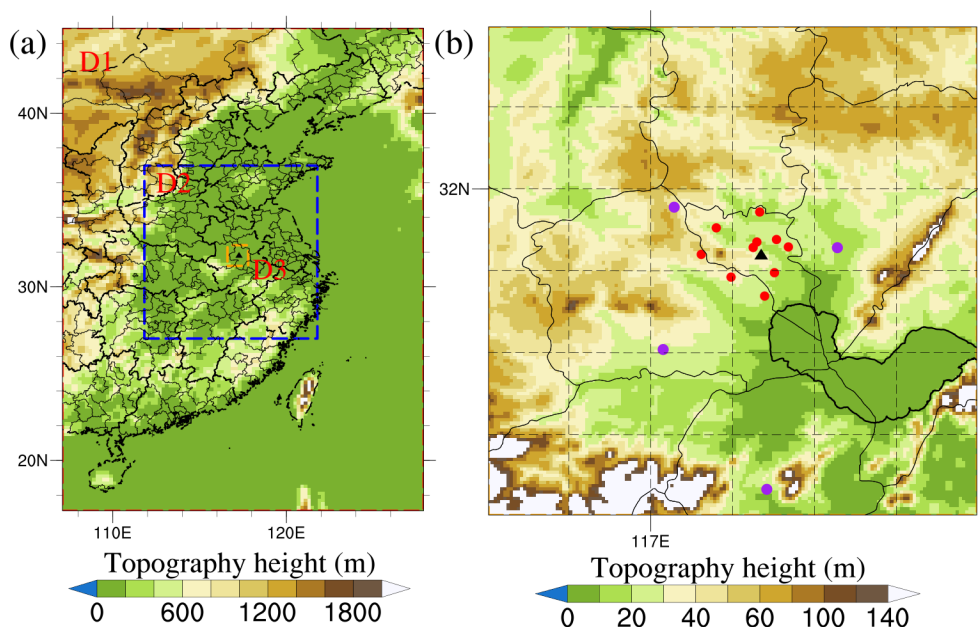 (a)
D1
40N
D2
30N
D3
20N
110E 120E
Topography height (m)
0 600 1200 1800
(b)
32N
117E
Topography height (m)
0 20 40 60 100 140